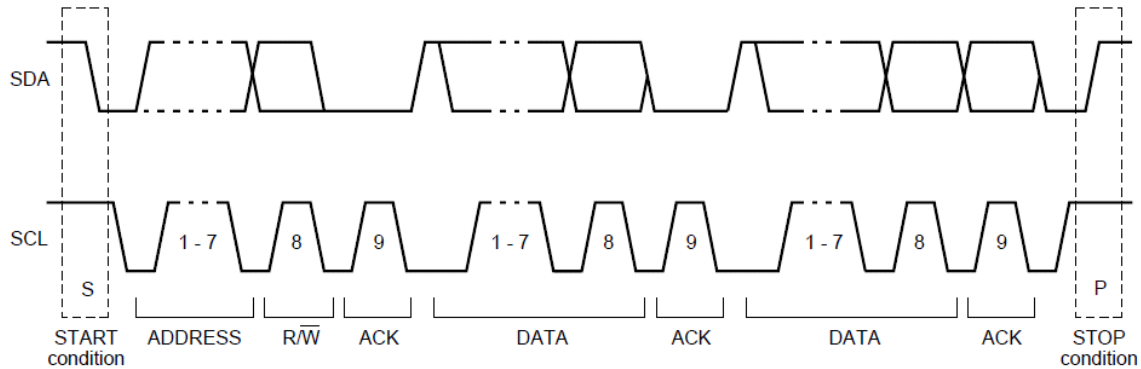 SDA
SCL
1 - 7
8
9
1 - 7
8
9
1 - 7
8
9
S
P
START
condition
ADDRESS
R/W̅
ACK
DATA
ACK
DATA
ACK
STOP
condition